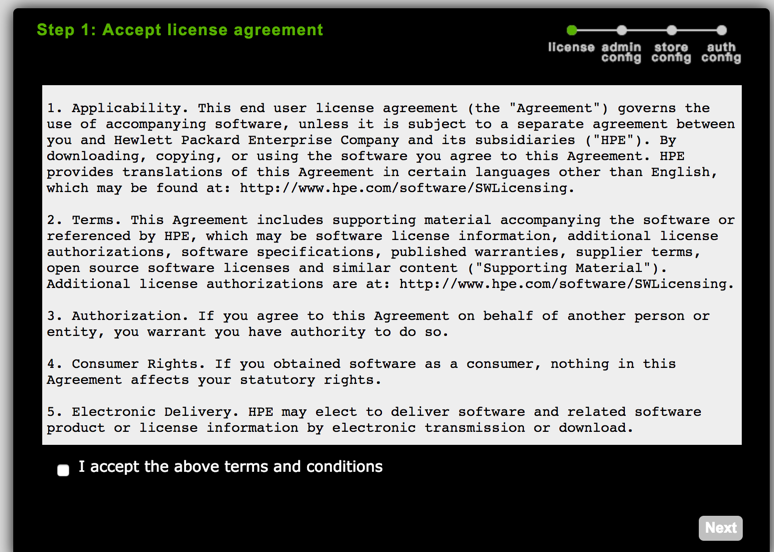 Step 1: Accept license agreement
license admin config store config auth config
1. Applicability. This end user license agreement (the "Agreement") governs the
use of accompanying software, unless it is subject to a separate agreement between
you and Hewlett Packard Enterprise Company and its subsidiaries ("HPE"). By
downloading, copying, or using the software you agree to this Agreement. HPE
provides translations of this Agreement in certain languages other than English,
which may be found at: http://www.hpe.com/software/SWLicensing.
2. Terms. This Agreement includes supporting material accompanying the software or
referenced by HPE, which may be software license information, additional license
authorizations, software specifications, published warranties, supplier terms,
open source software licenses and similar content ("Supporting Material").
Additional license authorizations are at: http://www.hpe.com/software/SWLicensing.
3. Authorization. If you agree to this Agreement on behalf of another person or
entity, you warrant you have authority to do so.
4. Consumer Rights. If you obtained software as a consumer, nothing in this
Agreement affects your statutory rights.
5. Electronic Delivery. HPE may elect to deliver software and related software
product or license information by electronic transmission or download.
I accept the above terms and conditions
Next